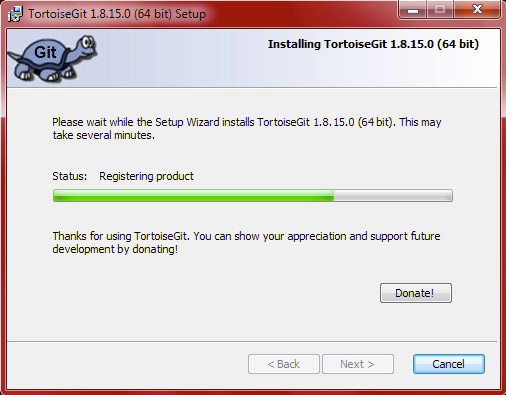 TortoiseGit 1.8.15.0 (64 bit) Setup
Git
Installing TortoiseGit 1.8.15.0 (64 bit)
Please wait while the Setup Wizard installs TortoiseGit 1.8.15.0 (64 bit). This may
take several minutes.
Status: Registering product
Thanks for using TortoiseGit. You can show your appreciation and support future
development by donating!
Donate!
< Back Next > Cancel